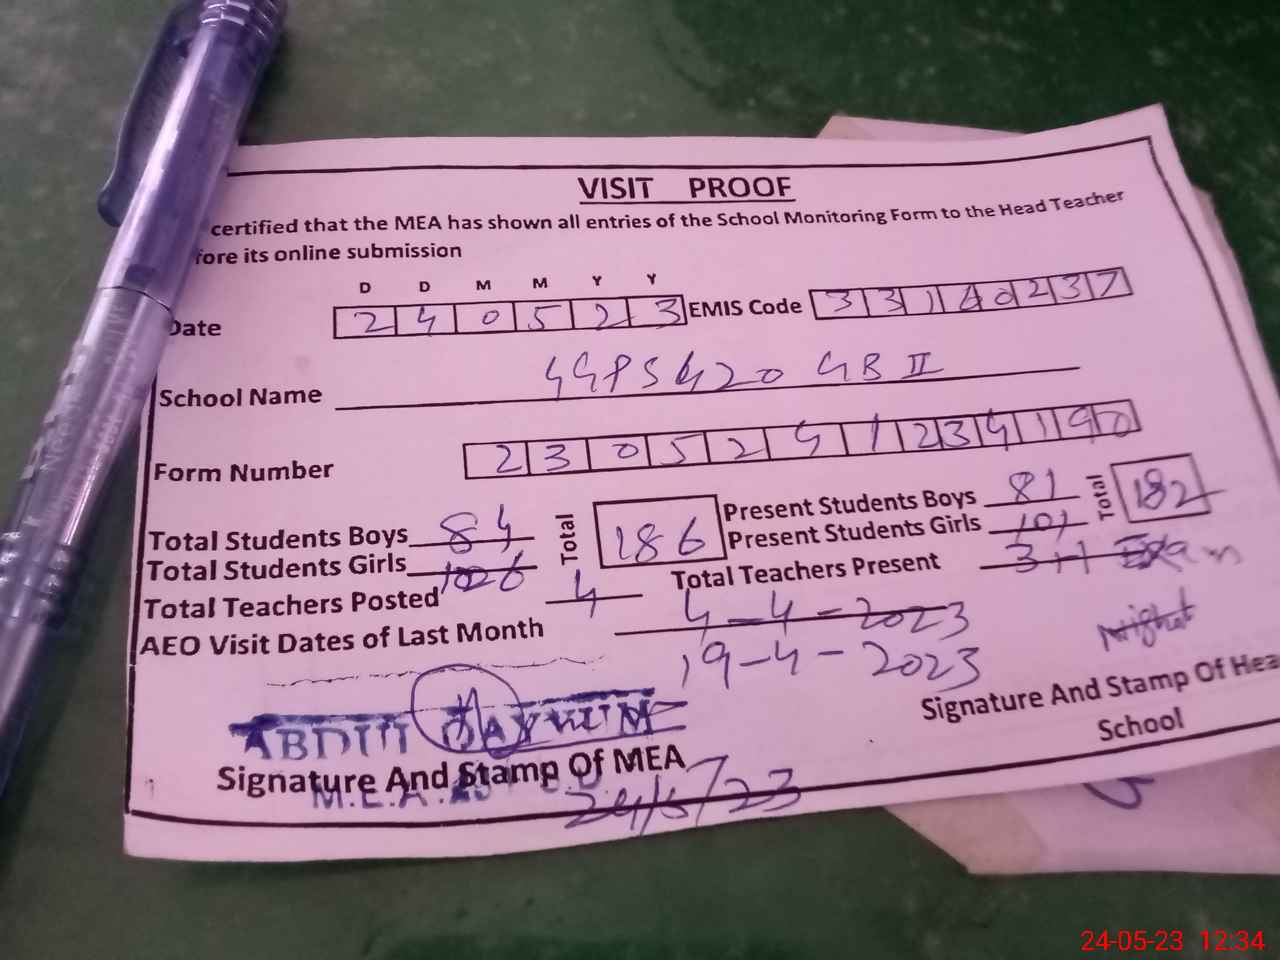 VISIT PROOF
certified that the MEA has shown all entries of the School Monitoring Form to the Head Teacher
fore its online submission
D D M M Y Y
Date 2 4 0 5 2 3 EMIS Code 3 3 1 4 0 2 3 7
School Name GGPS 420 GB II
Form Number 2 3 0 5 2 4 1 2 3 4 1 9 0
Total Students Boys 84 Total 186 Present Students Boys 81 Total 182
Total Students Girls Present Students Girls 101
Total Teachers Posted 4 Total Teachers Present 3+1
AEO Visit Dates of Last Month 4-4-2023
19-4-2023
ABDUL QAYYUM
Signature And Stamp Of MEA
M.E.A.
24/5/23
Signature And Stamp Of Hea
School
24-05-23 12:34